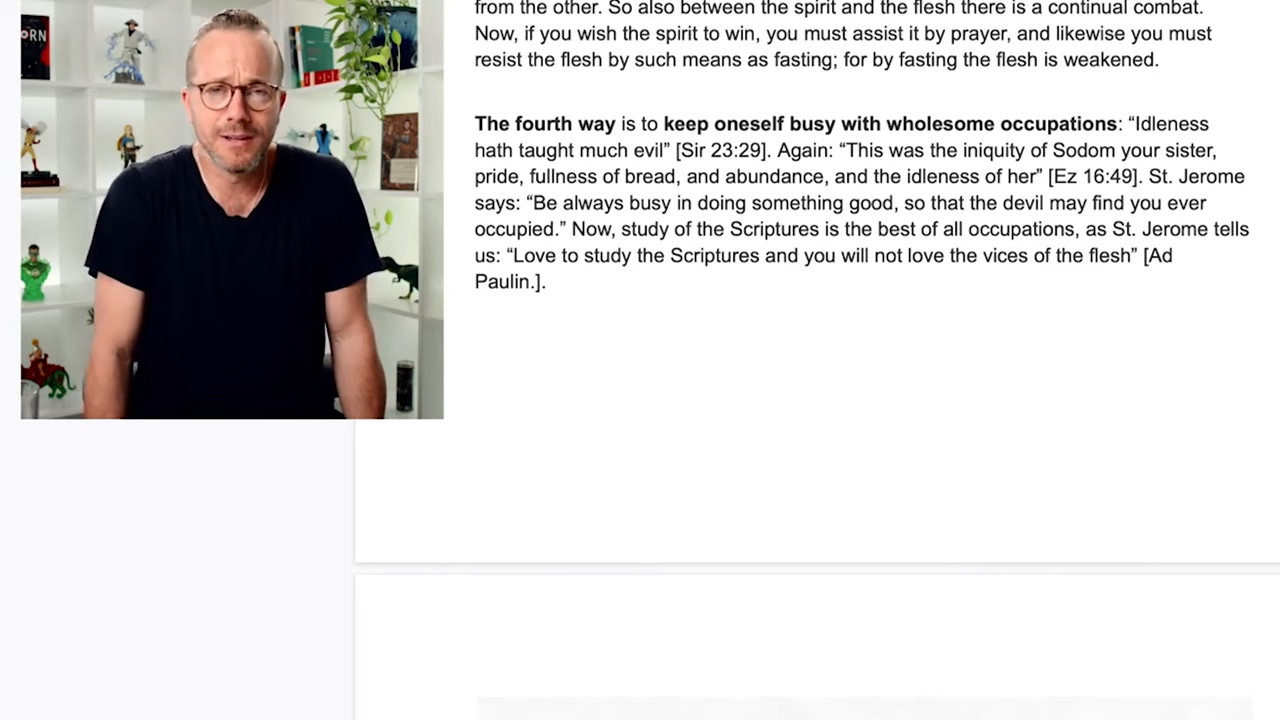 ORN
from the other. So also between the spirit and the flesh there is a continual combat.
Now, if you wish the spirit to win, you must assist it by prayer, and likewise you must
resist the flesh by such means as fasting; for by fasting the flesh is weakened.
The fourth way is to keep oneself busy with wholesome occupations: “Idleness
hath taught much evil” [Sir 23:29]. Again: “This was the iniquity of Sodom your sister,
pride, fullness of bread, and abundance, and the idleness of her” [Ez 16:49]. St. Jerome
says: “Be always busy in doing something good, so that the devil may find you ever
occupied.” Now, study of the Scriptures is the best of all occupations, as St. Jerome tells
us: “Love to study the Scriptures and you will not love the vices of the flesh” [Ad
Paulin.].